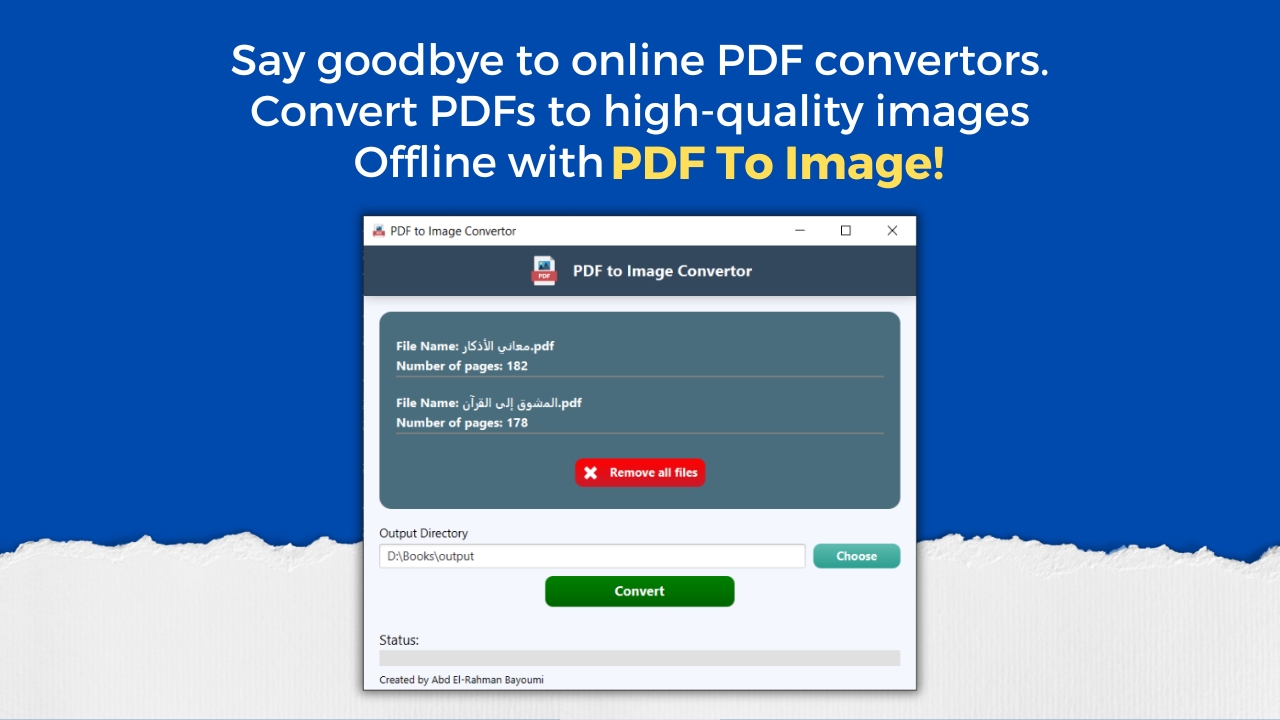 Say goodbye to online PDF convertors.
Convert PDFs to high-quality images
Offline with PDF To Image!
PDF to Image Convertor
PDF
PDF to Image Convertor
File Name: معاني الأذكار.pdf
Number of pages: 182
File Name: المشوق إلى القرآن.pdf
Number of pages: 178
Remove all files
Output Directory
D:\Books\output
Choose
Convert
Status:
Created by Abd El-Rahman Bayoumi